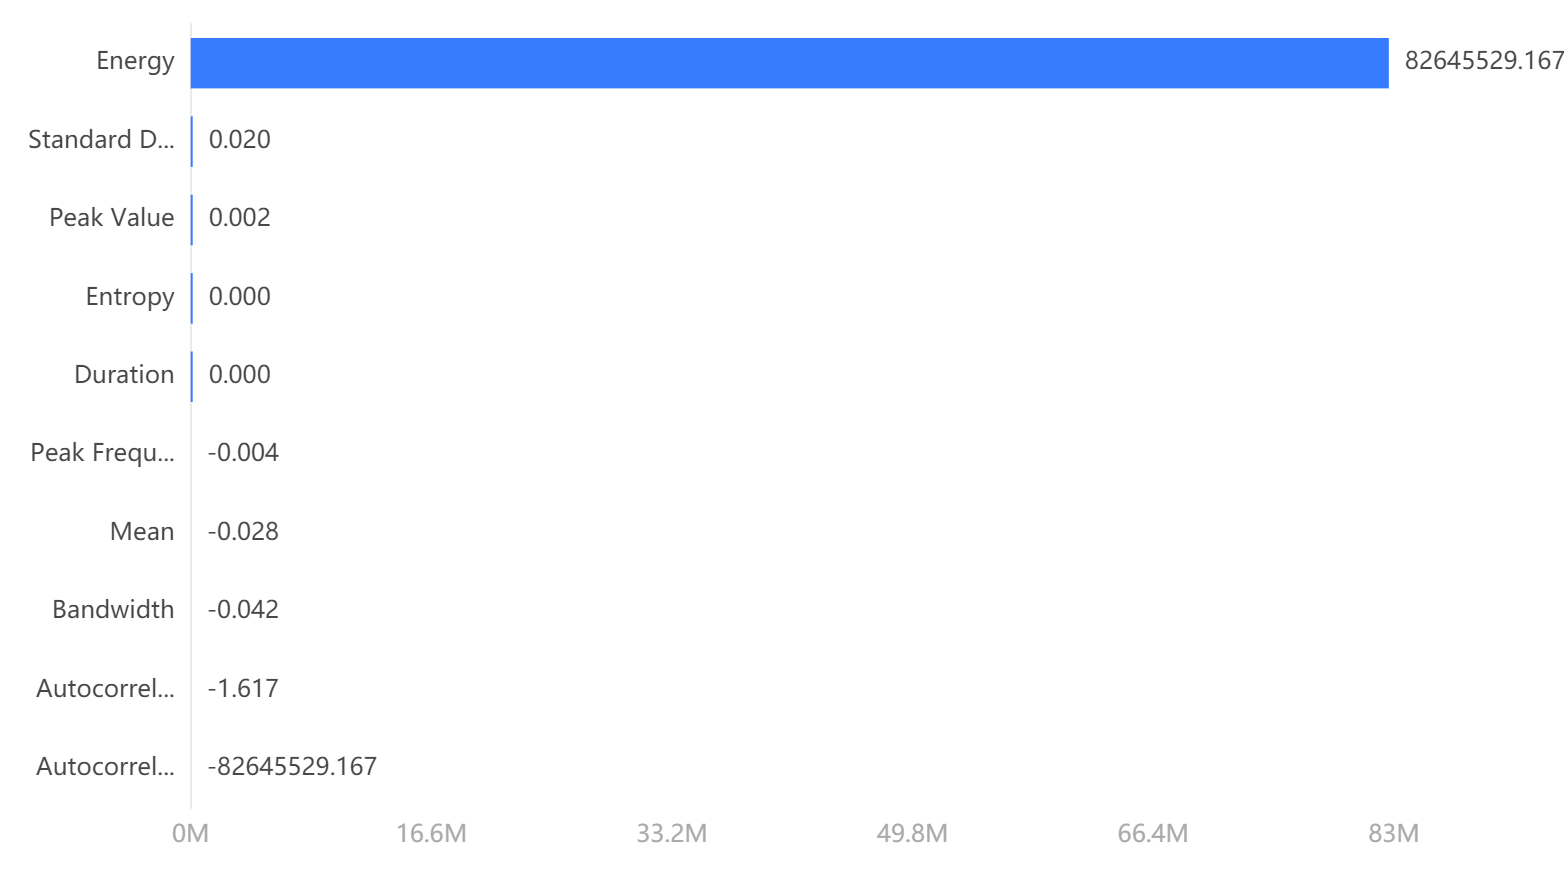 Energy 82645529.167
Standard D... 0.020
Peak Value 0.002
Entropy 0.000
Duration 0.000
Peak Frequ... -0.004
Mean -0.028
Bandwidth -0.042
Autocorrel... -1.617
Autocorrel... -82645529.167
0M 16.6M 33.2M 49.8M 66.4M 83M